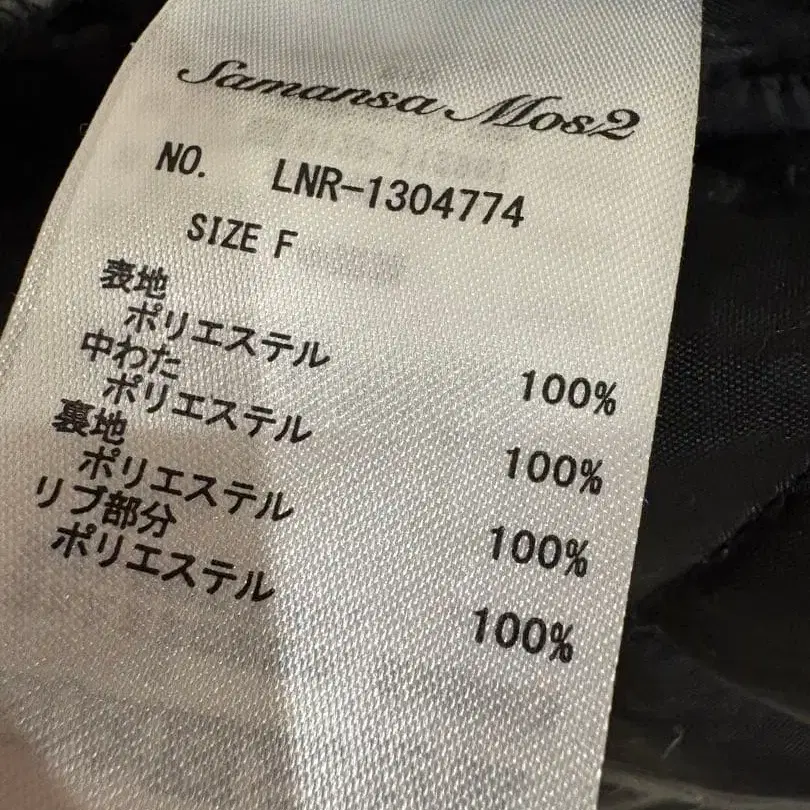 Samansa Mos2
NO. LNR-1304774
SIZE F
表地
ポリエステル 100%
中わた
ポリエステル 100%
裏地
ポリエステル 100%
リブ部分
ポリエステル 100%